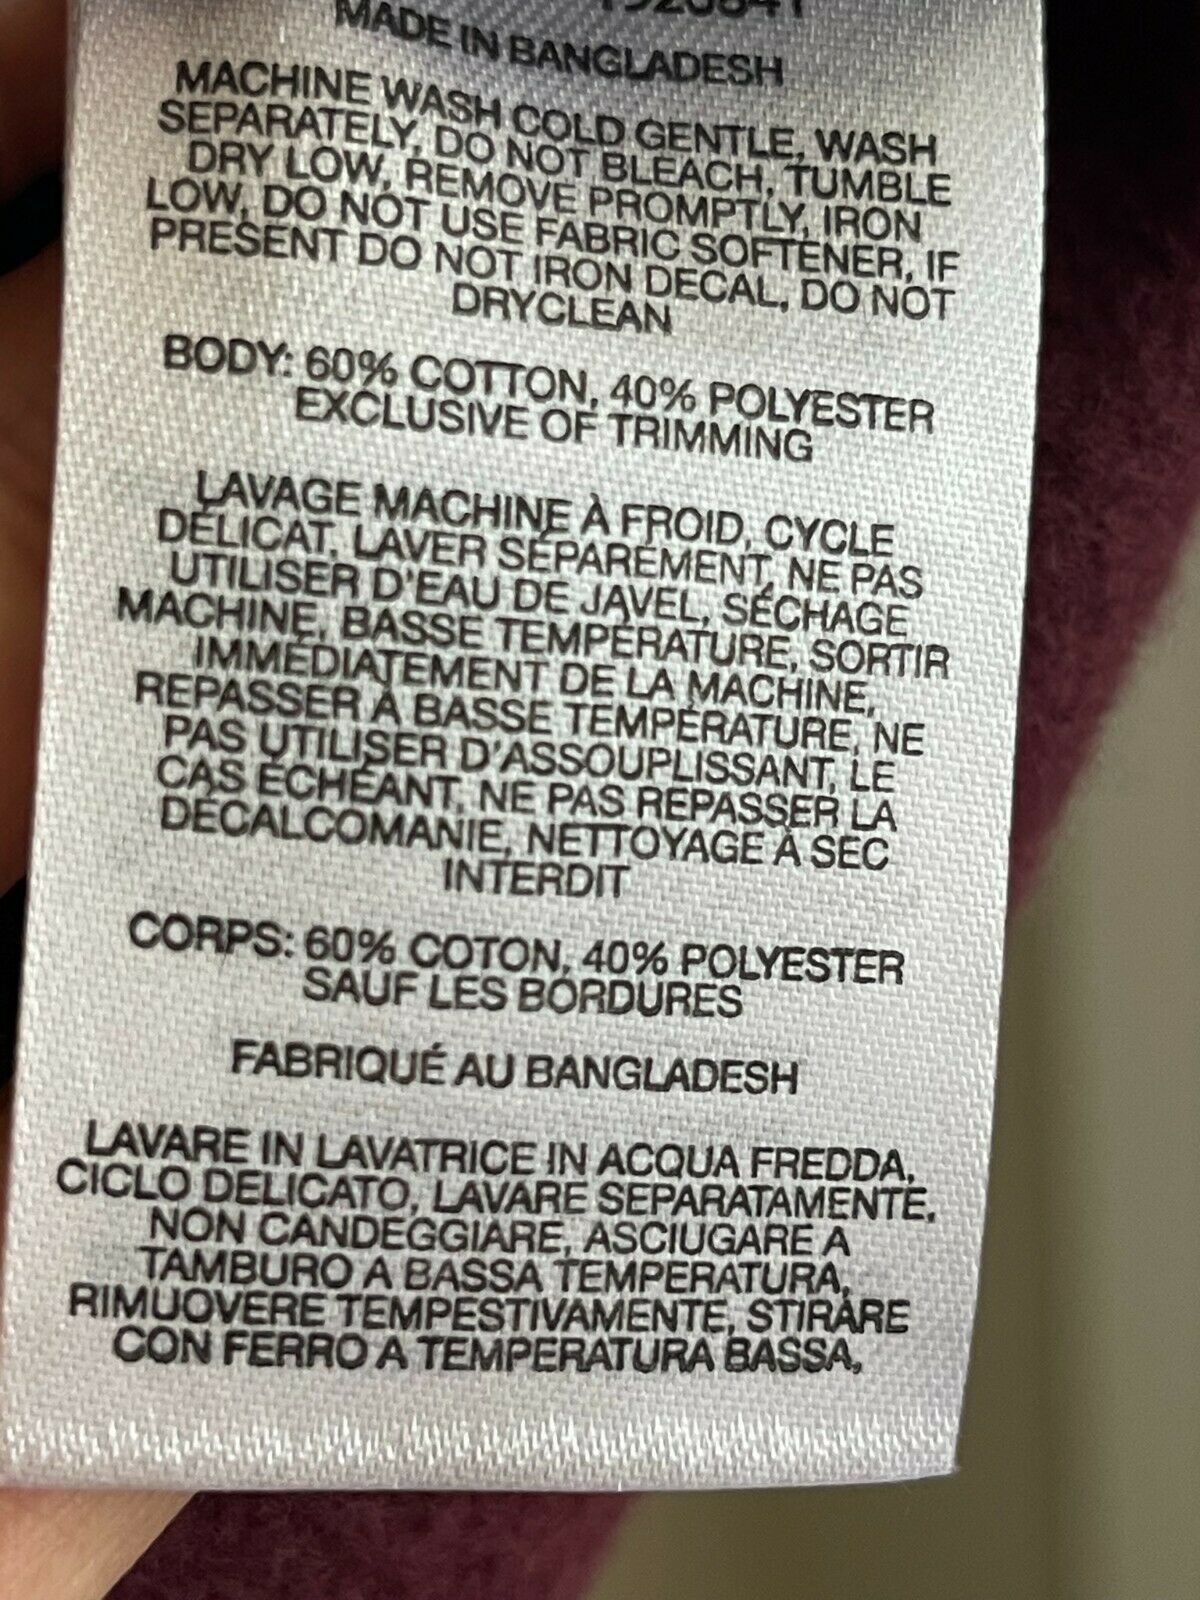 MADE IN BANGLADESH
MACHINE WASH COLD GENTLE, WASH
SEPARATELY, DO NOT BLEACH, TUMBLE
DRY LOW, REMOVE PROMPTLY, IRON
LOW, DO NOT USE FABRIC SOFTENER, IF
PRESENT DO NOT IRON DECAL, DO NOT
DRYCLEAN
BODY: 60% COTTON, 40% POLYESTER
EXCLUSIVE OF TRIMMING
LAVAGE MACHINE À FROID, CYCLE
DÉLICAT, LAVER SÉPARÉMENT, NE PAS
UTILISER D'EAU DE JAVEL, SÉCHAGE
MACHINE, BASSE TEMPÉRATURE, SORTIR
IMMÉDIATEMENT DE LA MACHINE,
REPASSER À BASSE TEMPÉRATURE, NE
PAS UTILISER D'ASSOUPLISSANT, LE
CAS ÉCHÉANT, NE PAS REPASSER LA
DÉCALCOMANIE, NETTOYAGE À SEC
INTERDIT
CORPS: 60% COTON, 40% POLYESTER
SAUF LES BORDURES
FABRIQUÉ AU BANGLADESH
LAVARE IN LAVATRICE IN ACQUA FREDDA,
CICLO DELICATO, LAVARE SEPARATAMENTE,
NON CANDEGGIARE, ASCIUGARE A
TAMBURO A BASSA TEMPERATURA,
RIMUOVERE TEMPESTIVAMENTE, STIRARE
CON FERRO A TEMPERATURA BASSA,